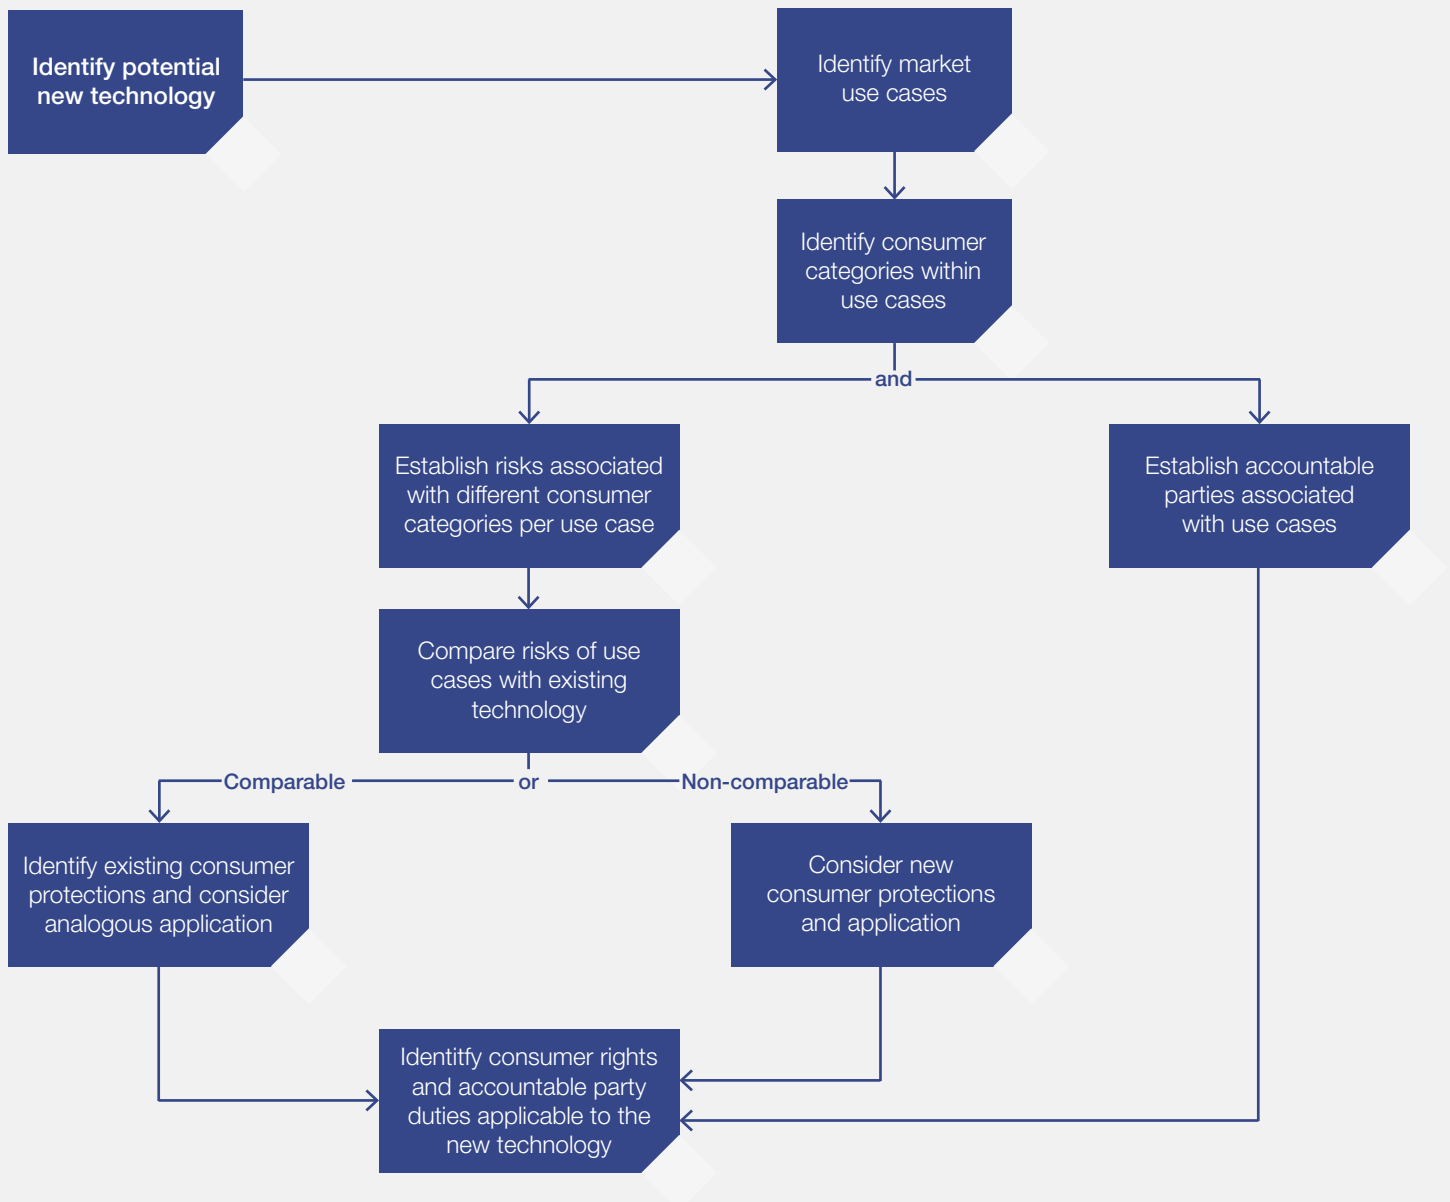 Identify potential
new technology
Identify market
use cases
Identify consumer
categories within
use cases
and
Establish risks associated
with different consumer
categories per use case
Establish accountable
parties associated
with use cases
Compare risks of use
cases with existing
technology
Comparable
or
Non-comparable
Identify existing consumer
protections and consider
analogous application
Consider new
consumer protections
and application
Identitfy consumer rights
and accountable party
duties applicable to the
new technology